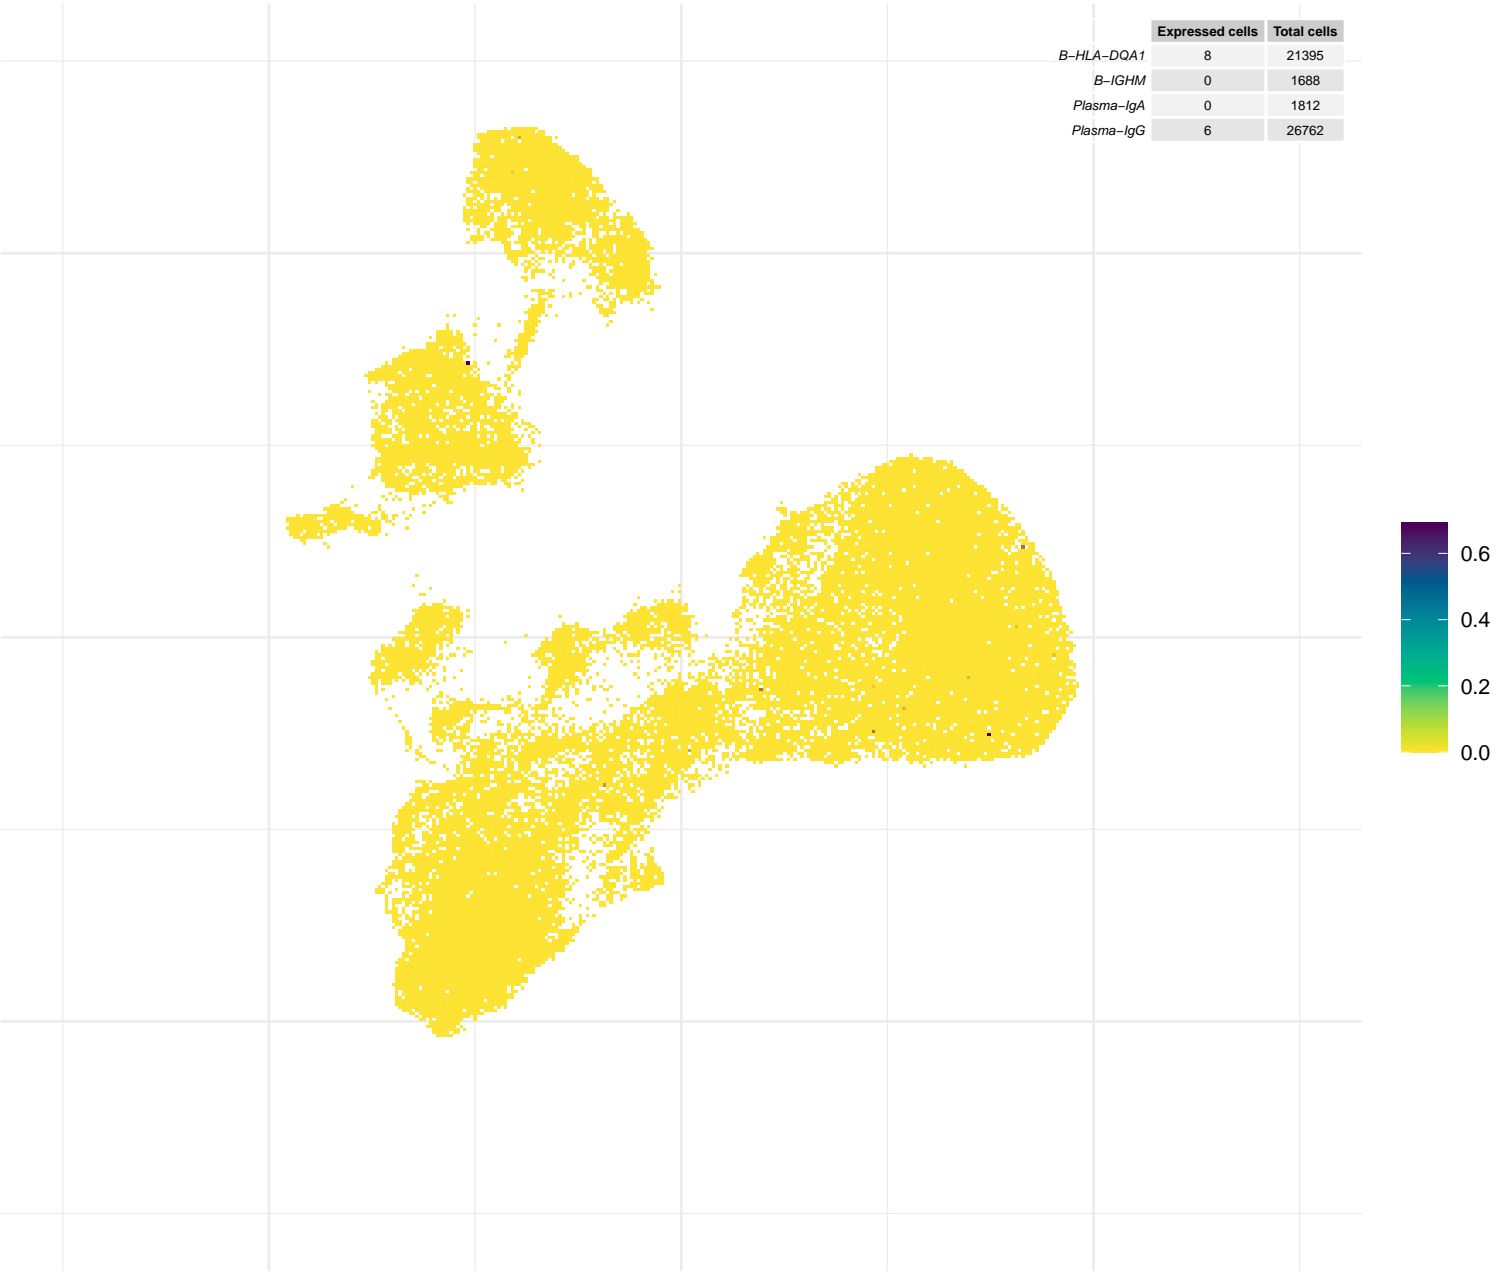 Expressed cells Total cells
B−HLA−DQA1 8 21395
B−IGHM 0 1688
Plasma−IgA 0 1812
Plasma−IgG 6 26762
0.6
0.4
0.2
0.0